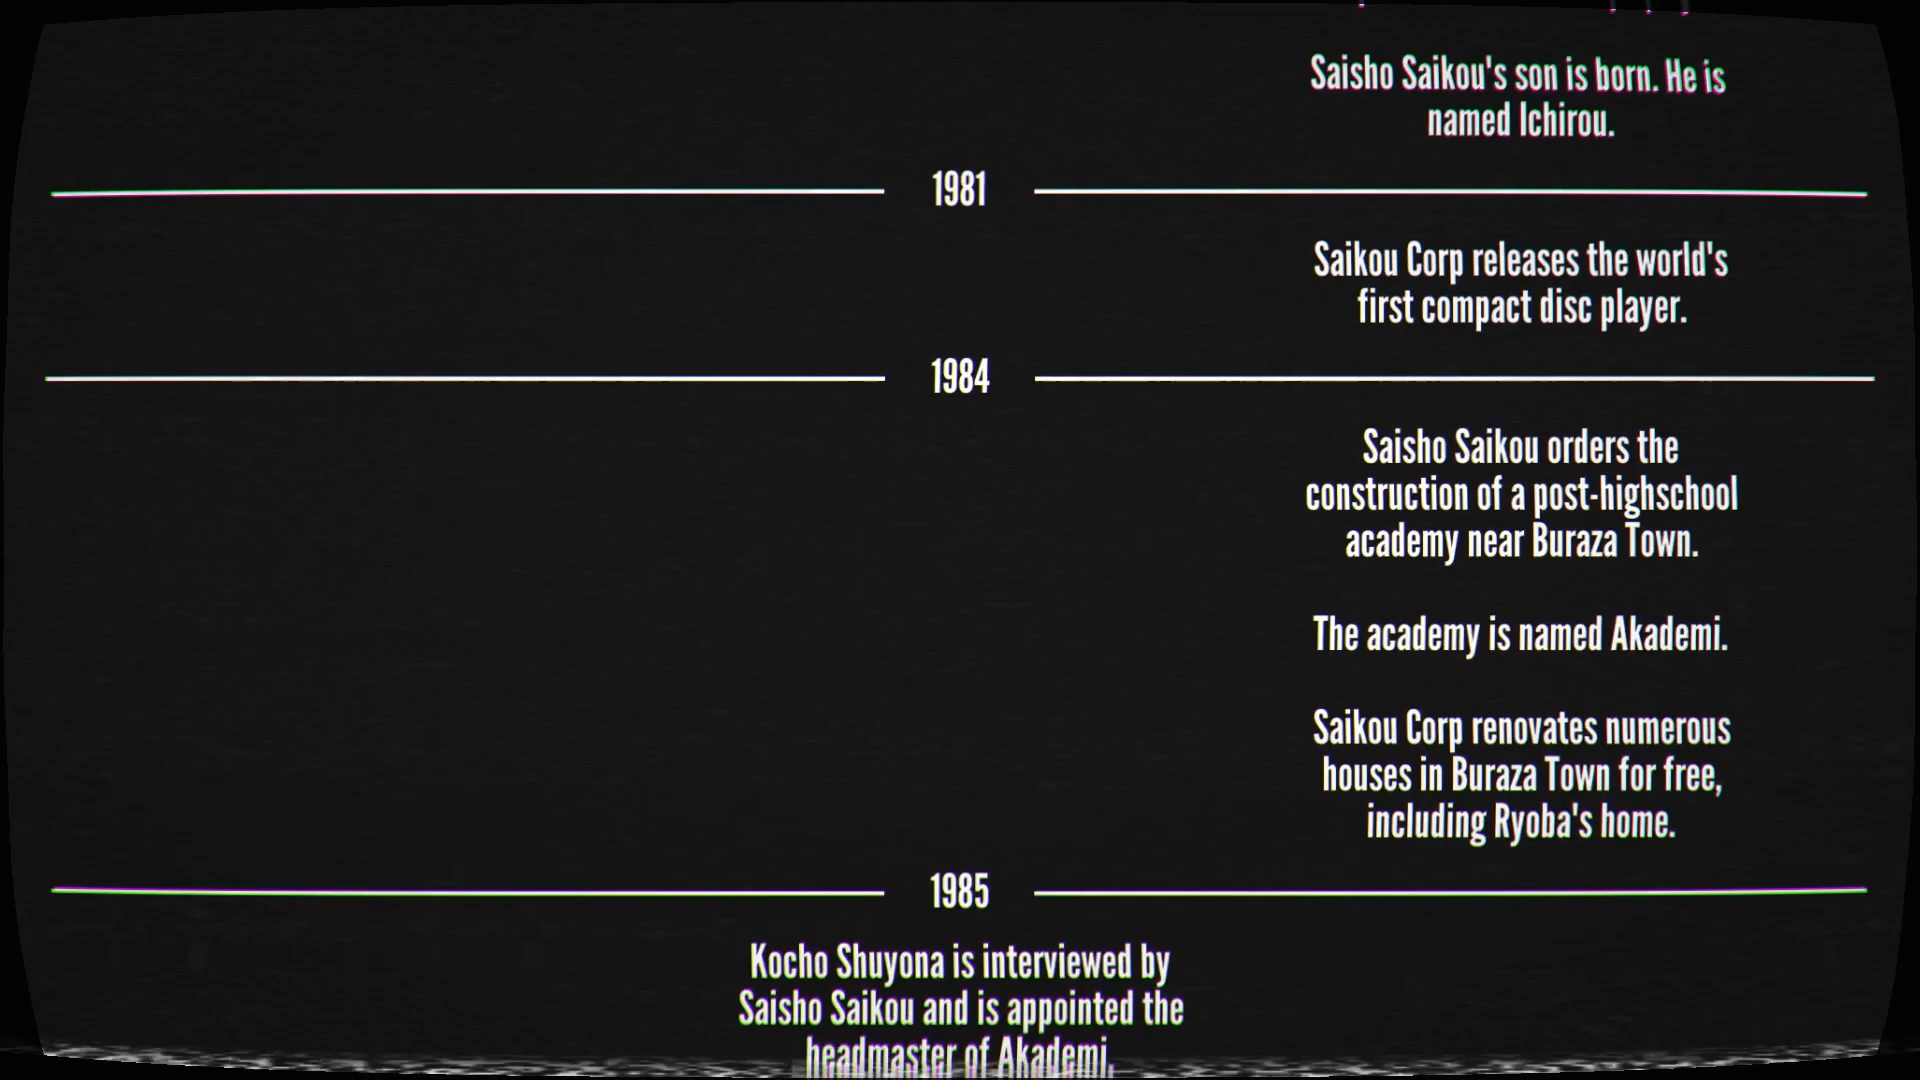 Saisho Saikou's son is born. He is
named Ichirou.
1981
Saikou Corp releases the world's
first compact disc player.
1984
Saisho Saikou orders the
construction of a post-highschool
academy near Buraza Town.
The academy is named Akademi.
Saikou Corp renovates numerous
houses in Buraza Town for free,
including Ryoba's home.
1985
Kocho Shuyona is interviewed by
Saisho Saikou and is appointed the
headmaster of Akademi.